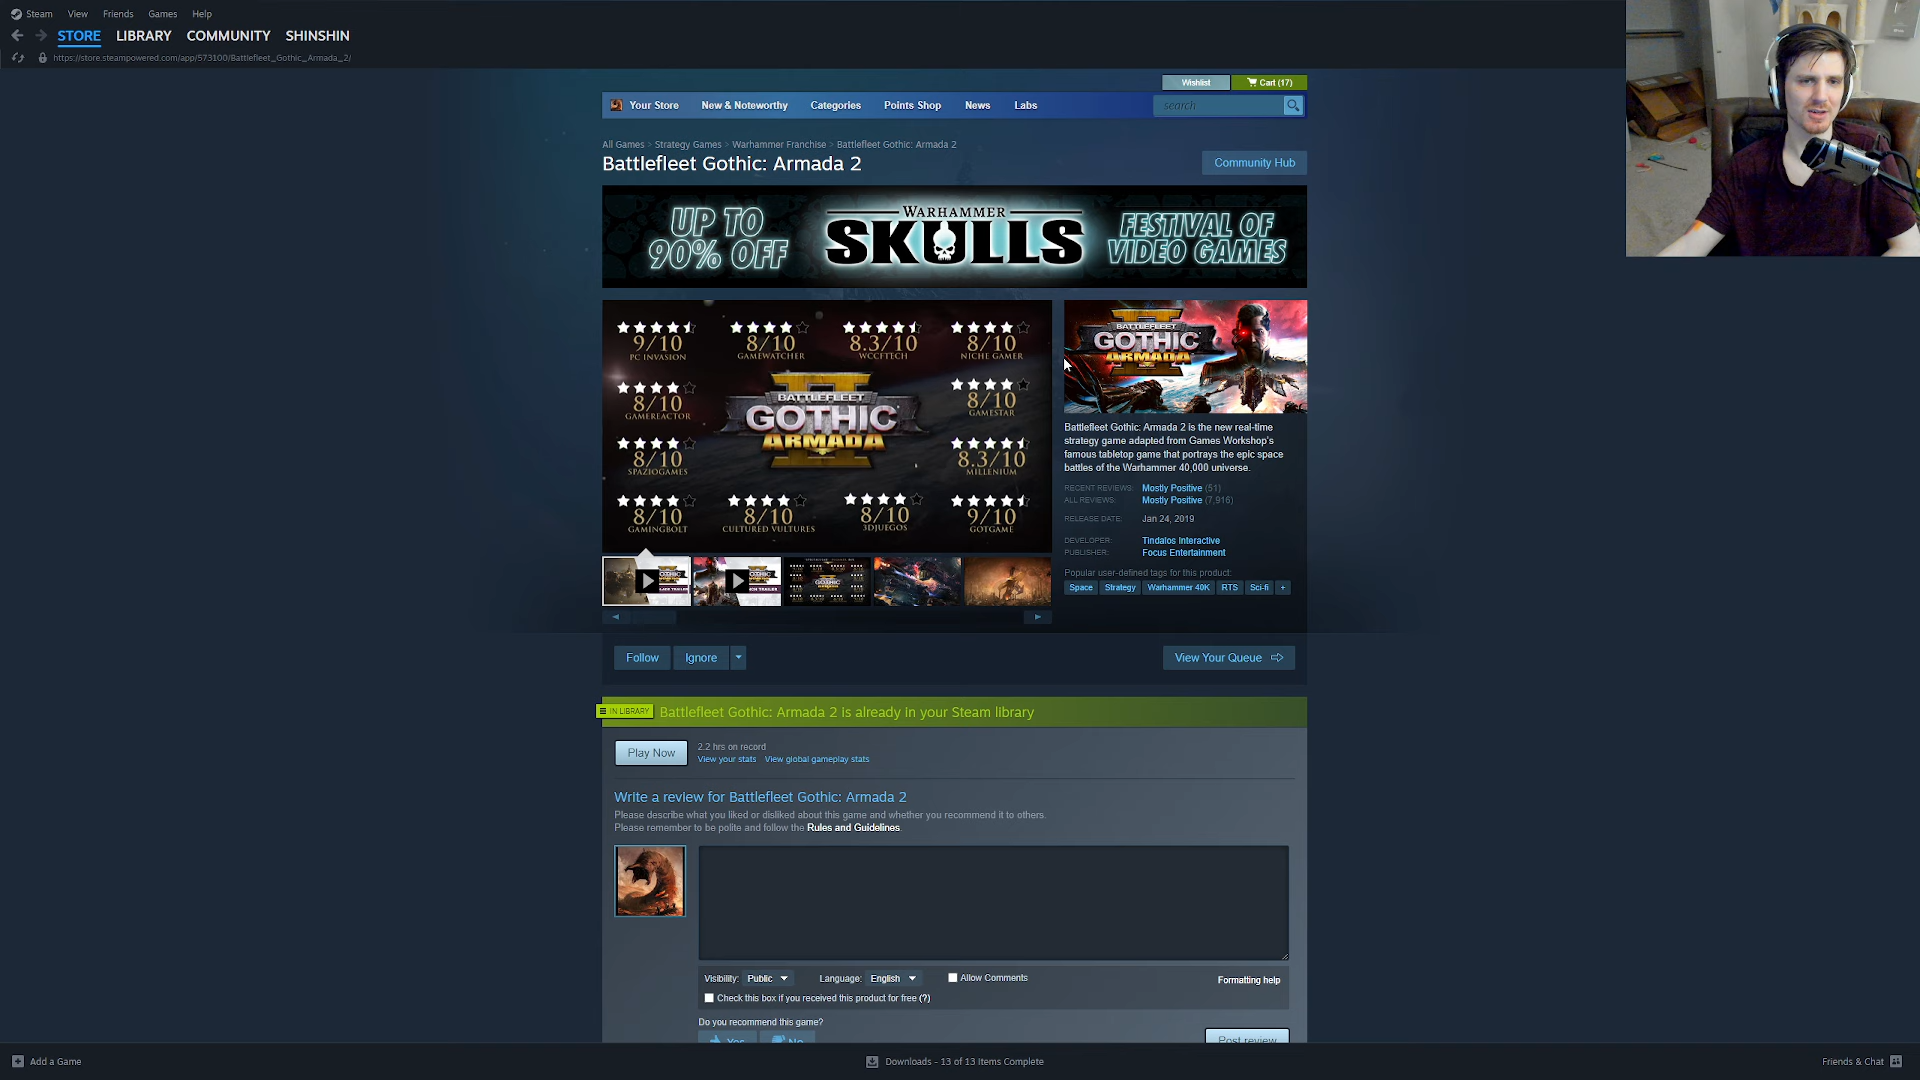 Steam View Friends Games Help
STORE LIBRARY COMMUNITY SHINSHIN
https://store.steampowered.com/app/573100/Battlefleet_Gothic_Armada_2/
Wishlist Cart (17)
Your Store New & Noteworthy Categories Points Shop News Labs search
All Games > Strategy Games > Warhammer Franchise > Battlefleet Gothic: Armada 2
Battlefleet Gothic: Armada 2
Community Hub
UP TO 90% OFF
WARHAMMER SKULLS
FESTIVAL OF VIDEO GAMES
9/10 8/10 8.3/10 8/10
PC INVASION GAMEWATCHER WCCFTECH NICHE GAMER
8/10 8/10
GAMEREACTOR GAMESTAR
BATTLEFLEET
GOTHIC
ARMADA
II
8/10 8.3/10
SPAZIOGAMES MILLENIUM
8/10 8/10 8/10 9/10
GAMINGBOLT CULTURED VULTURES 3DJUEGOS GOTGAME
BATTLEFLEET
GOTHIC
ARMADA
Battlefleet Gothic: Armada 2 is the new real-time
strategy game adapted from Games Workshop's
famous tabletop game that portrays the epic space
battles of the Warhammer 40,000 universe.
RECENT REVIEWS: Mostly Positive (51)
ALL REVIEWS: Mostly Positive (7,916)
RELEASE DATE: Jan 24, 2019
DEVELOPER: Tindalos Interactive
PUBLISHER: Focus Entertainment
Popular user-defined tags for this product:
Space Strategy Warhammer 40K RTS Sci-fi +
Follow Ignore View Your Queue
IN LIBRARY Battlefleet Gothic: Armada 2 is already in your Steam library
Play Now
2.2 hrs on record
View your stats View global gameplay stats
Write a review for Battlefleet Gothic: Armada 2
Please describe what you liked or disliked about this game and whether you recommend it to others.
Please remember to be polite and follow the Rules and Guidelines.
Visibility: Public Language: English Allow Comments Formatting help
Check this box if you received this product for free (?)
Do you recommend this game?
Yes No Post review
Add a Game Downloads - 13 of 13 Items Complete Friends & Chat